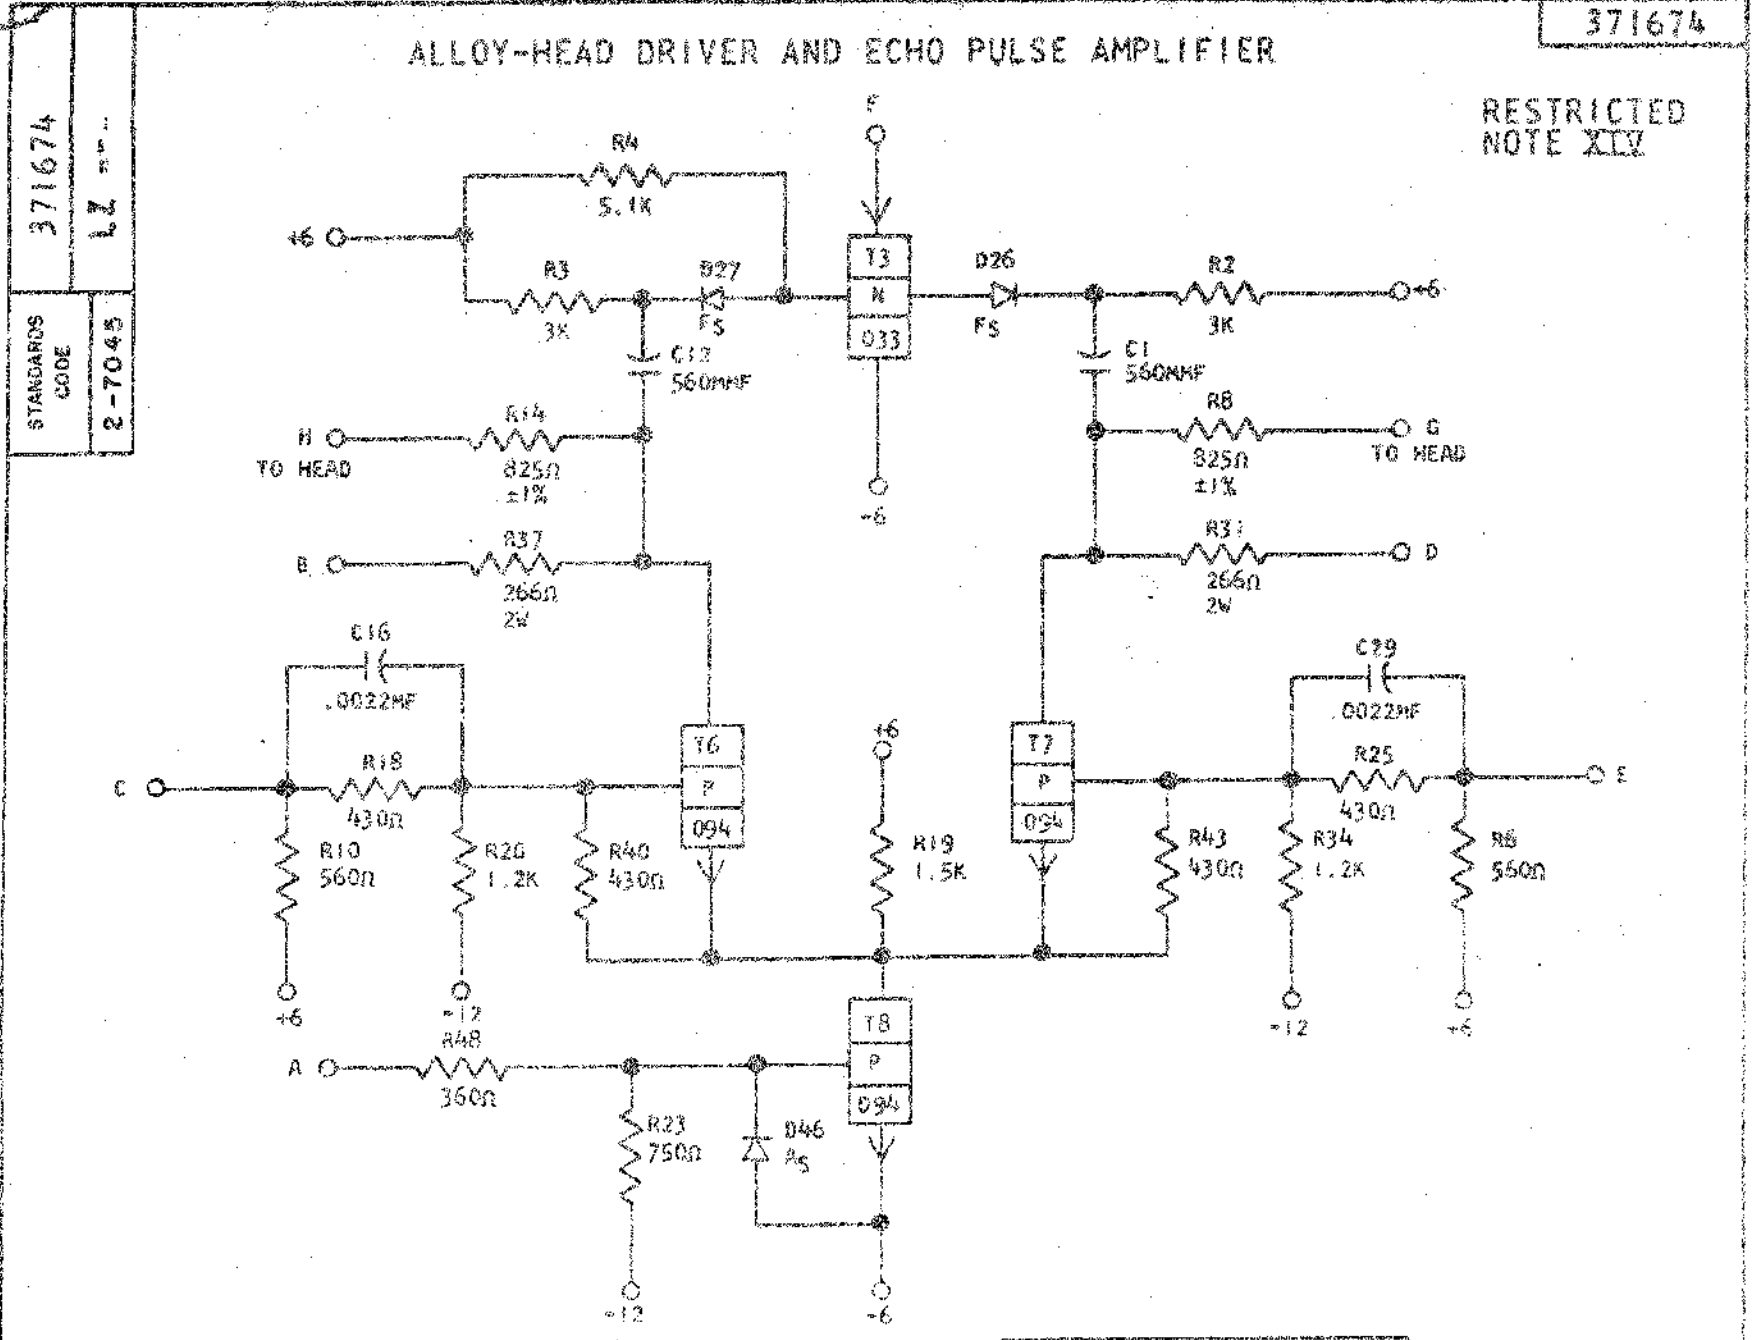 371674
ALLOY-HEAD DRIVER AND ECHO PULSE AMPLIFIER
RESTRICTED
NOTE XIV
371674
STANDARDS
CODE
2-7045
F
R4
5.1K
+6
R3
3K
D27
FS
T3
N
033
D26
FS
R2
3K
+6
C12
560MMF
C1
560MMF
H
TO HEAD
R14
825Ω
±1%
-6
R8
825Ω
±1%
G
TO HEAD
B
R37
266Ω
2W
R31
266Ω
2W
D
C16
.0022MF
C29
.0022MF
C
R18
430Ω
T6
P
094
+6
T7
P
094
R25
430Ω
E
R10
560Ω
R20
1.2K
R40
430Ω
R19
1.5K
R43
430Ω
R34
1.2K
R6
560Ω
+6
-12
-12
+6
A
R48
360Ω
T8
P
094
R23
750Ω
D46
-12
-6